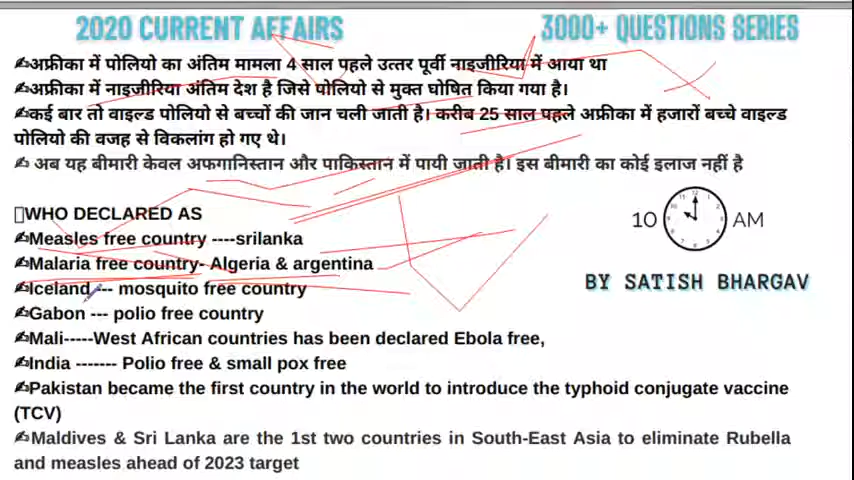 2020 CURRENT AFFAIRS
3000+ QUESTIONS SERIES
✍अफ्रीका में पोलियो का अंतिम मामला 4 साल पहले उत्तर पूर्वी नाइजीरिया में आया था
✍अफ्रीका में नाइजीरिया अंतिम देश है जिसे पोलियो से मुक्त घोषित किया गया है।
✍कई बार तो वाइल्ड पोलियो से बच्चों की जान चली जाती है। करीब 25 साल पहले अफ्रीका में हजारों बच्चे वाइल्ड
पोलियो की वजह से विकलांग हो गए थे।
✍ अब यह बीमारी केवल अफगानिस्तान और पाकिस्तान में पायी जाती है। इस बीमारी का कोई इलाज नहीं है
WHO DECLARED AS
✍Measles free country ----srilanka
✍Malaria free country- Algeria & argentina
✍Iceland --- mosquito free country
✍Gabon --- polio free country
✍Mali-----West African countries has been declared Ebola free,
✍India ------- Polio free & small pox free
✍Pakistan became the first country in the world to introduce the typhoid conjugate vaccine
(TCV)
✍Maldives & Sri Lanka are the 1st two countries in South-East Asia to eliminate Rubella
and measles ahead of 2023 target
10 AM
BY SATISH BHARGAV